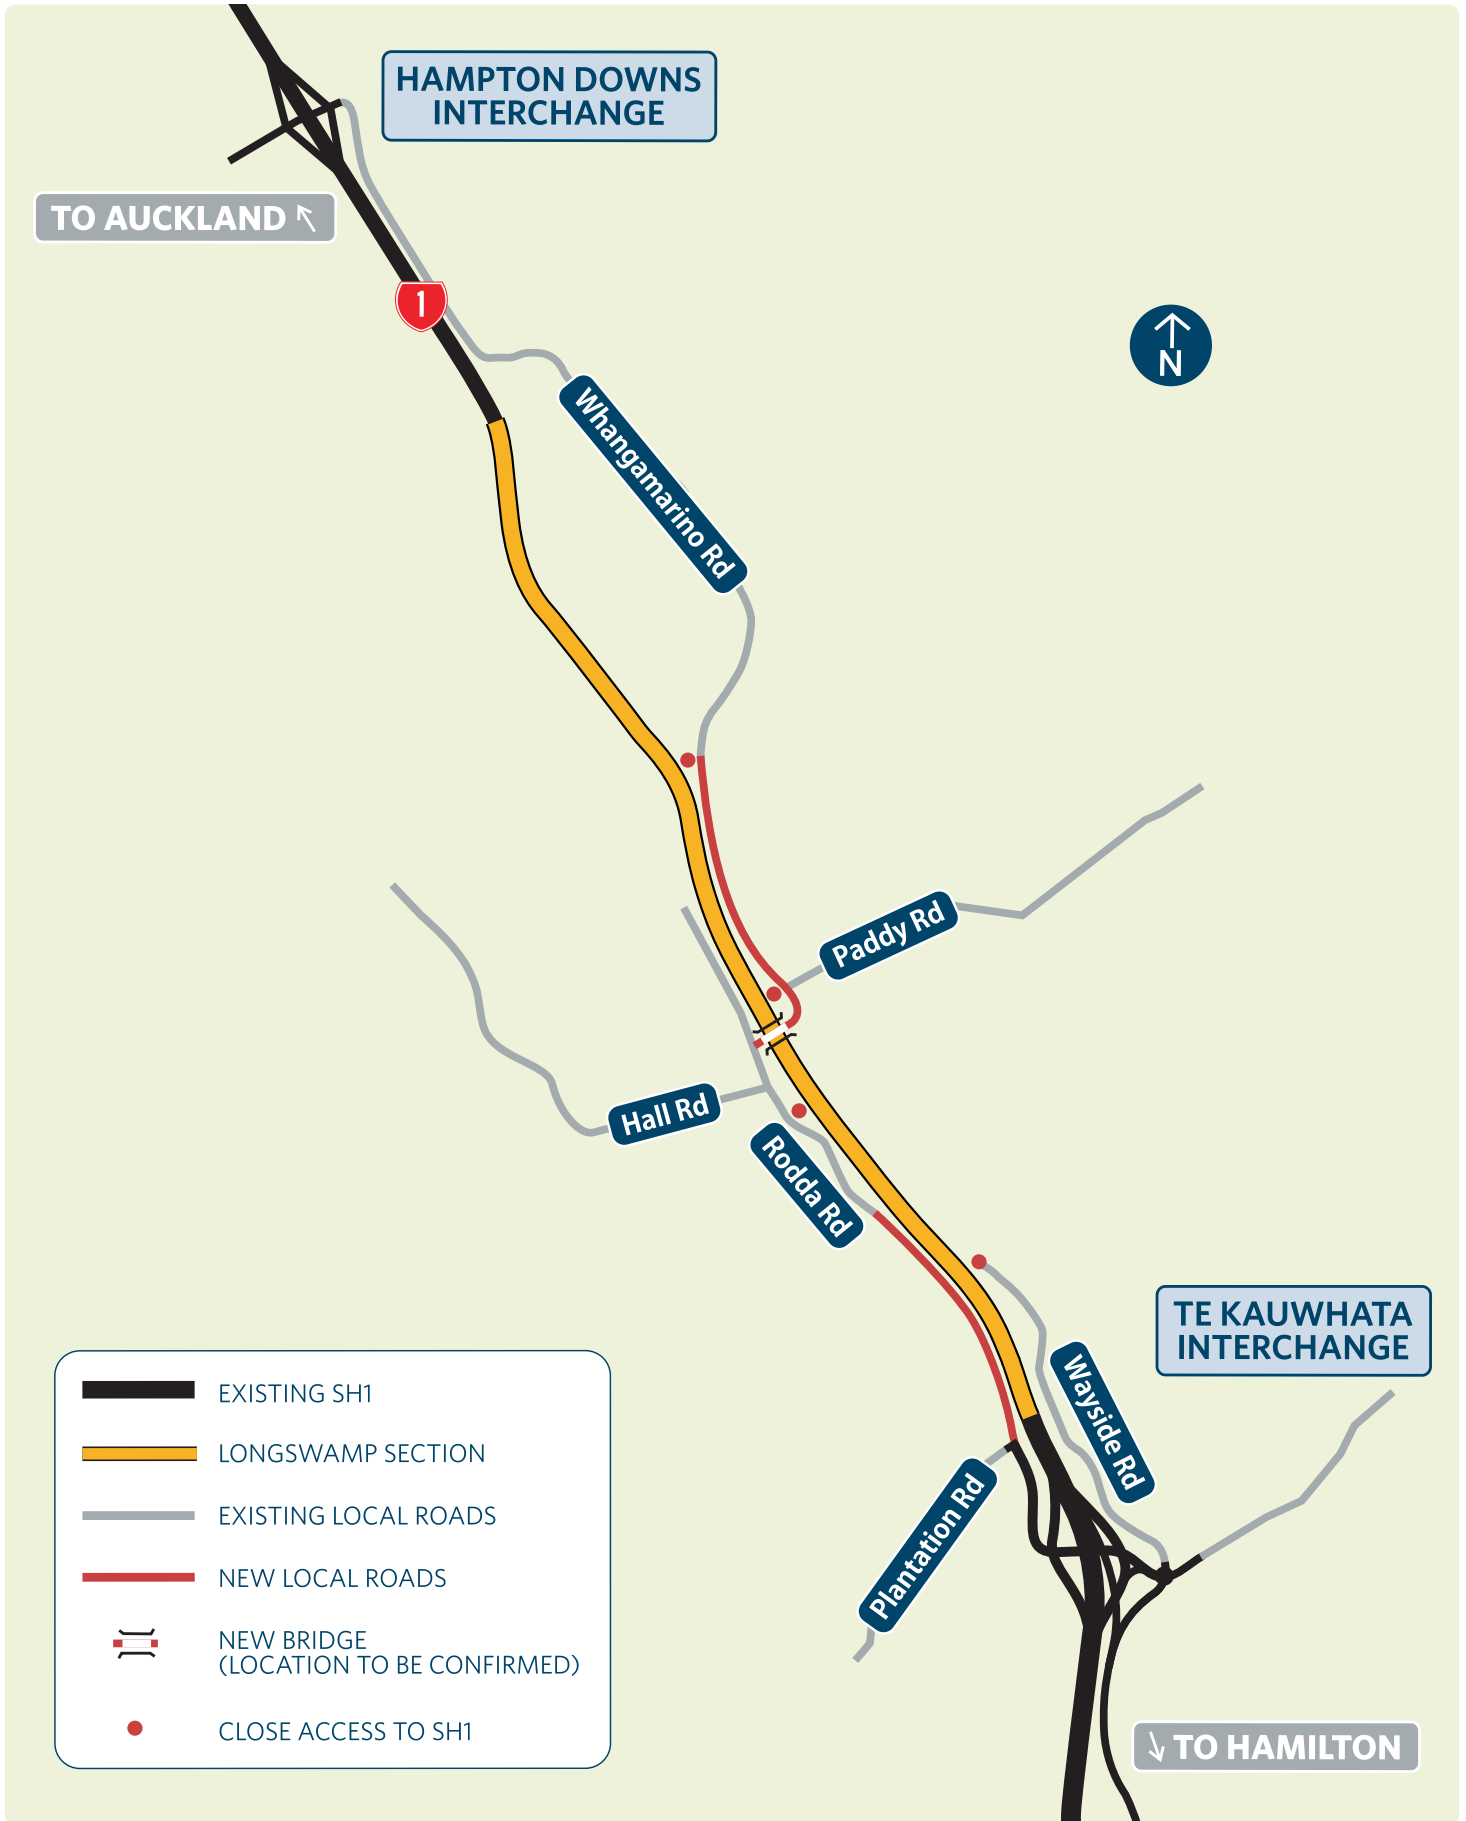 HAMPTON DOWNS
INTERCHANGE
TO AUCKLAND
1
N
Whangamarino Rd
Paddy Rd
Hall Rd
Rodda Rd
TE KAUWHATA
INTERCHANGE
Wayside Rd
Plantation Rd
EXISTING SH1
LONGSWAMP SECTION
EXISTING LOCAL ROADS
NEW LOCAL ROADS
NEW BRIDGE
(LOCATION TO BE CONFIRMED)
CLOSE ACCESS TO SH1
TO HAMILTON